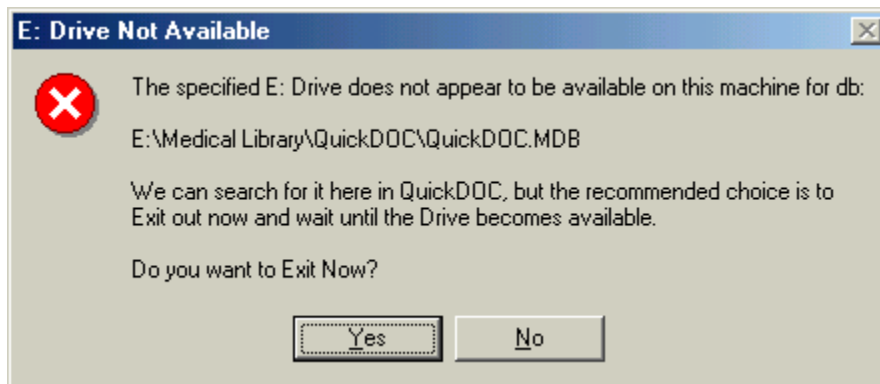 E: Drive Not Available
The specified E: Drive does not appear to be available on this machine for db:
E:\Medical Library\QuickDOC\QuickDOC.MDB
We can search for it here in QuickDOC, but the recommended choice is to
Exit out now and wait until the Drive becomes available.
Do you want to Exit Now?
Yes
No